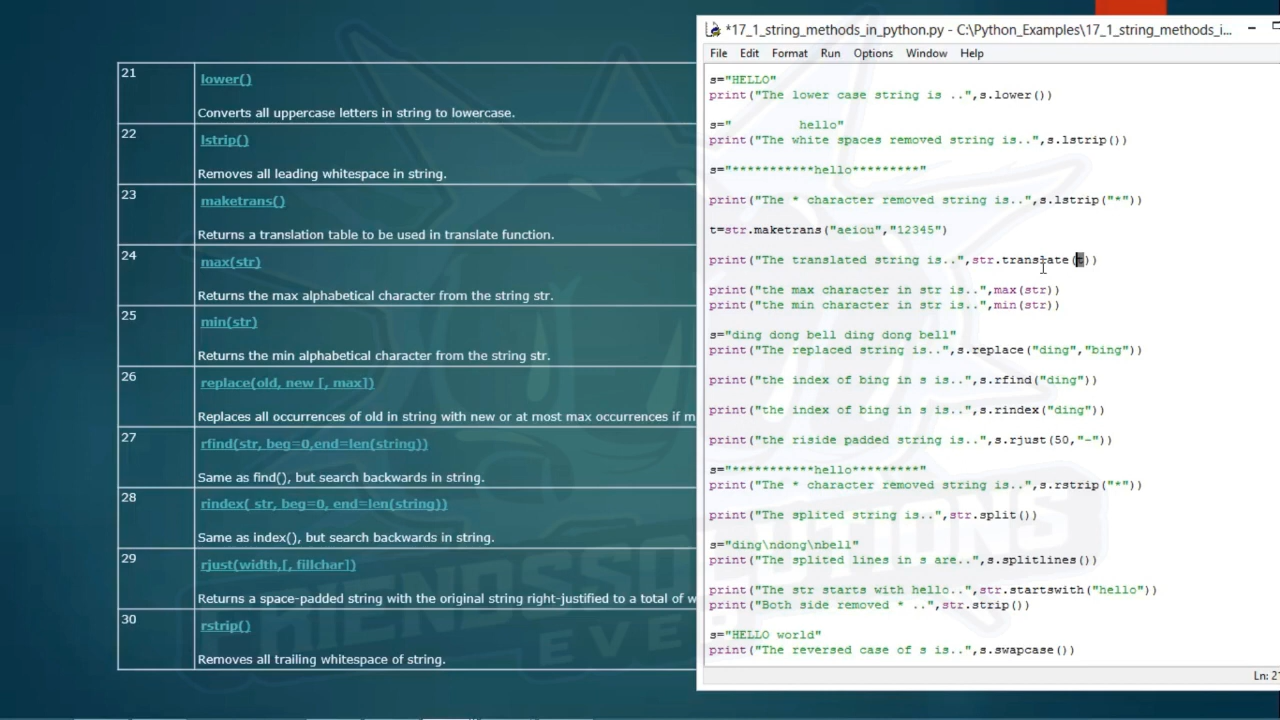 21
lower()
Converts all uppercase letters in string to lowercase.
22
lstrip()
Removes all leading whitespace in string.
23
maketrans()
Returns a translation table to be used in translate function.
24
max(str)
Returns the max alphabetical character from the string str.
25
min(str)
Returns the min alphabetical character from the string str.
26
replace(old, new [, max])
Replaces all occurrences of old in string with new or at most max occurrences if m
27
rfind(str, beg=0,end=len(string))
Same as find(), but search backwards in string.
28
rindex( str, beg=0, end=len(string))
Same as index(), but search backwards in string.
29
rjust(width,[, fillchar])
Returns a space-padded string with the original string right-justified to a total of w
30
rstrip()
Removes all trailing whitespace of string.
*17_1_string_methods_in_python.py - C:\Python_Examples\17_1_string_methods_i...
File Edit Format Run Options Window Help
s="HELLO"
print("The lower case string is ..",s.lower())
s="         hello"
print("The white spaces removed string is..",s.lstrip())
s="***********hello*********"
print("The * character removed string is..",s.lstrip("*"))
t=str.maketrans("aeiou","12345")
print("The translated string is..",str.translate(t))
print("the max character in str is..",max(str))
print("the min character in str is..",min(str))
s="ding dong bell ding dong bell"
print("The replaced string is..",s.replace("ding","bing"))
print("the index of bing in s is..",s.rfind("ding"))
print("the index of bing in s is..",s.rindex("ding"))
print("the riside padded string is..",s.rjust(50,"-"))
s="***********hello*********"
print("The * character removed string is..",s.rstrip("*"))
print("The splited string is..",str.split())
s="ding\ndong\nbell"
print("The splited lines in s are..",s.splitlines())
print("The str starts with hello..",str.startswith("hello"))
print("Both side removed * ..",str.strip())
s="HELLO world"
print("The reversed case of s is..",s.swapcase())
Ln: 21